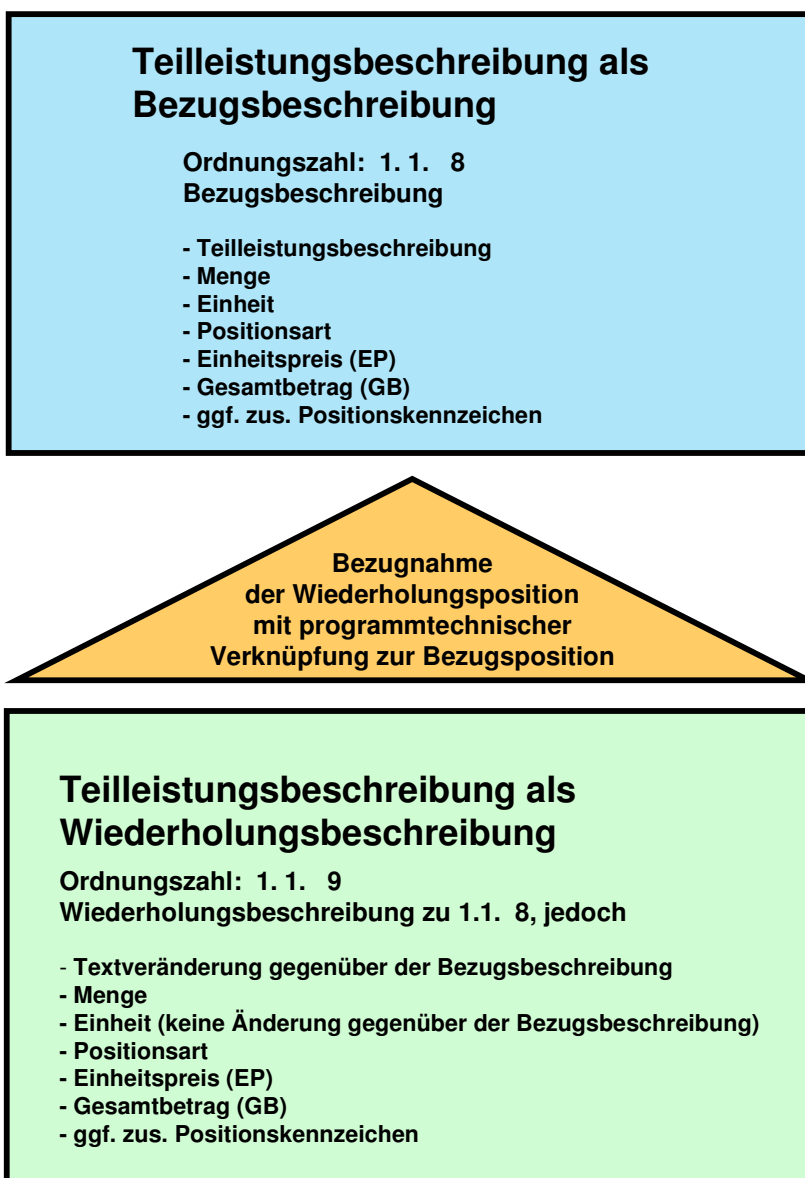 Teilleistungsbeschreibung als
Bezugsbeschreibung
Ordnungszahl: 1. 1. 8
Bezugsbeschreibung
- Teilleistungsbeschreibung
- Menge
- Einheit
- Positionsart
- Einheitspreis (EP)
- Gesamtbetrag (GB)
- ggf. zus. Positionskennzeichen
Bezugnahme
der Wiederholungsposition
mit programmtechnischer
Verknüpfung zur Bezugsposition
Teilleistungsbeschreibung als
Wiederholungsbeschreibung
Ordnungszahl: 1. 1. 9
Wiederholungsbeschreibung zu 1.1. 8, jedoch
- Textveränderung gegenüber der Bezugsbeschreibung
- Menge
- Einheit (keine Änderung gegenüber der Bezugsbeschreibung)
- Positionsart
- Einheitspreis (EP)
- Gesamtbetrag (GB)
- ggf. zus. Positionskennzeichen